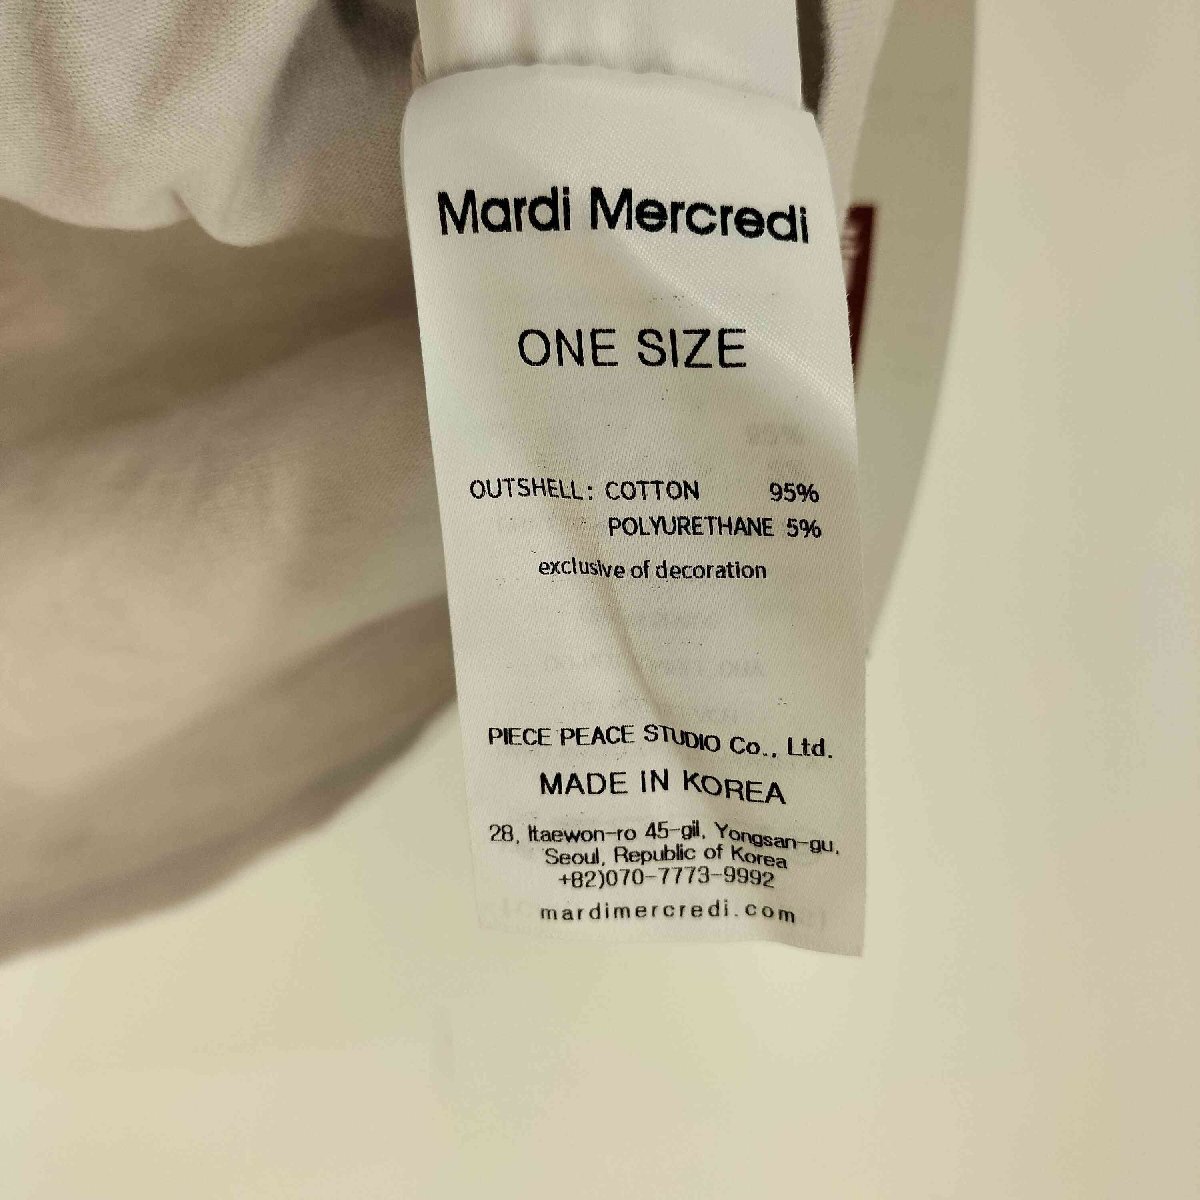 Mardi Mercredi
ONE SIZE
OUTSHELL: COTTON 95%
POLYURETHANE 5%
exclusive of decoration
PIECE PEACE STUDIO Co., Ltd.
MADE IN KOREA
28, Itaewon-ro 45-gil, Yongsan-gu,
Seoul, Republic of Korea
+82)070-7773-9992
mardimercredi.com